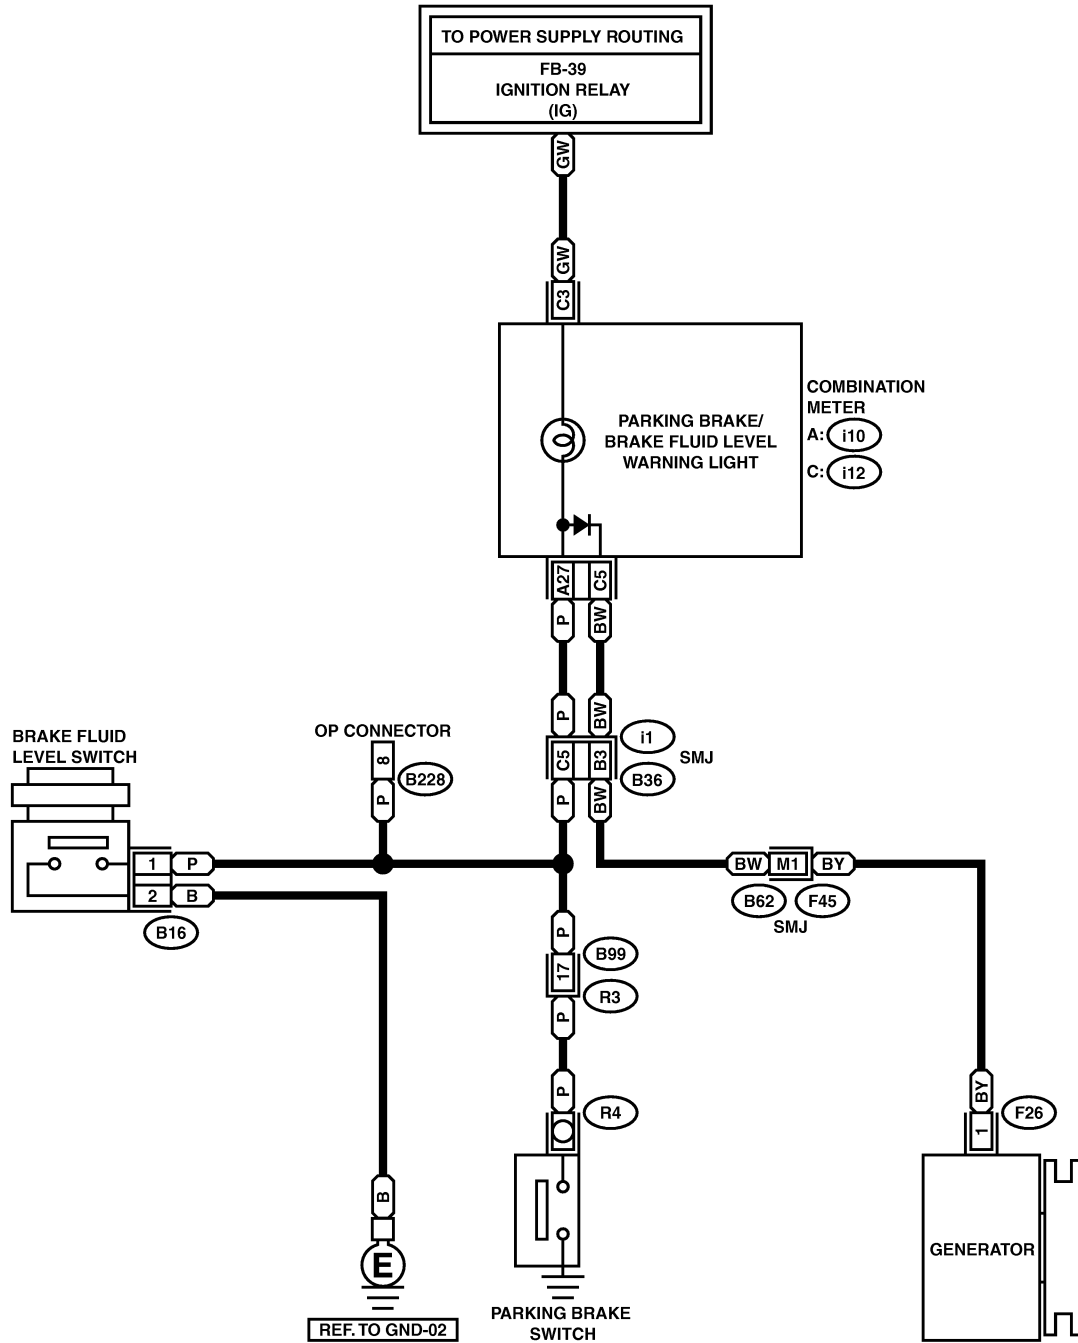 TO POWER SUPPLY ROUTING
FB-39
IGNITION RELAY
(IG)
GW
GW
C3
PARKING BRAKE/
BRAKE FLUID LEVEL
WARNING LIGHT
COMBINATION
METER
A: i10
C: i12
A27 C5
P BW
P BW
i1
C5 B3
SMJ
B36
P BW
BRAKE FLUID
LEVEL SWITCH
OP CONNECTOR
8
B228
P
1 P
2 B
B16
BW M1 BY
B62 F45
SMJ
P
B99
17
R3
P
P
R4
BY
F26
1
B
E
REF. TO GND-02
PARKING BRAKE
SWITCH
GENERATOR